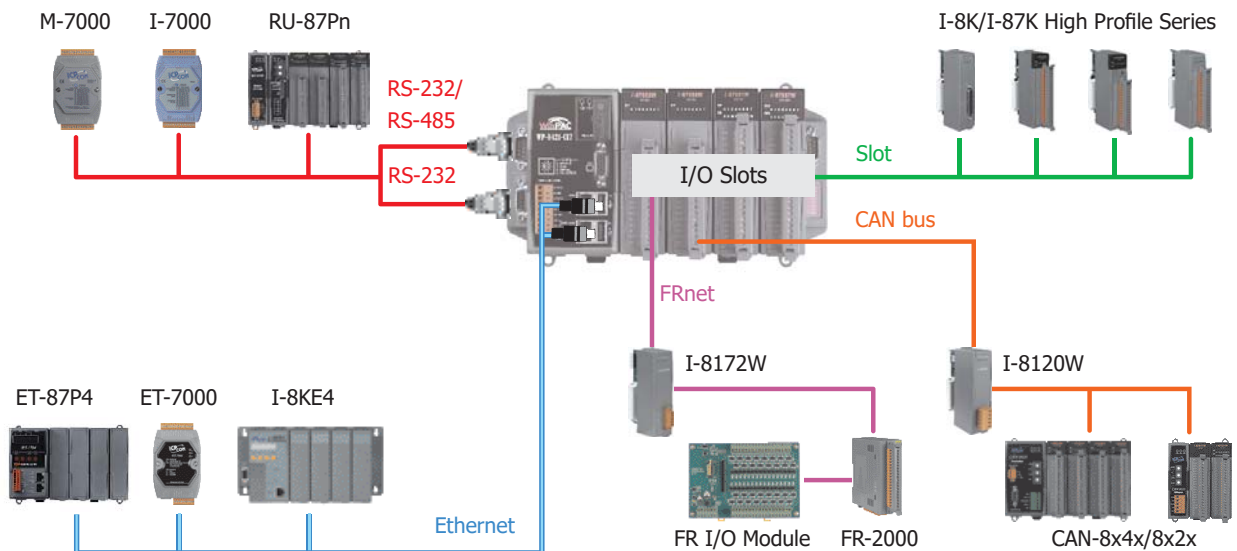 M-7000
I-7000
RU-87Pn
I-8K/I-87K High Profile Series
RS-232/
RS-485
RS-232
I/O Slots
Slot
CAN bus
FRnet
I-8172W
I-8120W
ET-87P4
ET-7000
I-8KE4
Ethernet
FR I/O Module
FR-2000
CAN-8x4x/8x2x